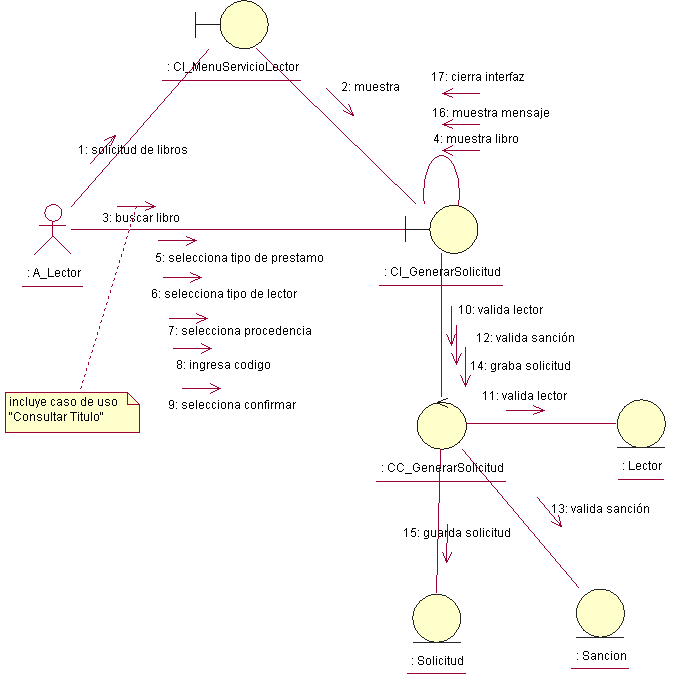 : CI_MenuServicioLector
2: muestra
17: cierra interfaz
16: muestra mensaje
4: muestra libro
1: solicitud de libros
3: buscar libro
: A_Lector
5: selecciona tipo de prestamo
: CI_GenerarSolicitud
6: selecciona tipo de lector
10: valida lector
7: selecciona procedencia
12: valida sanción
8: ingresa codigo
14: graba solicitud
incluye caso de uso
"Consultar Titulo"
9: selecciona confirmar
11: valida lector
: CC_GenerarSolicitud
: Lector
13: valida sanción
15: guarda solicitud
: Solicitud
: Sancion